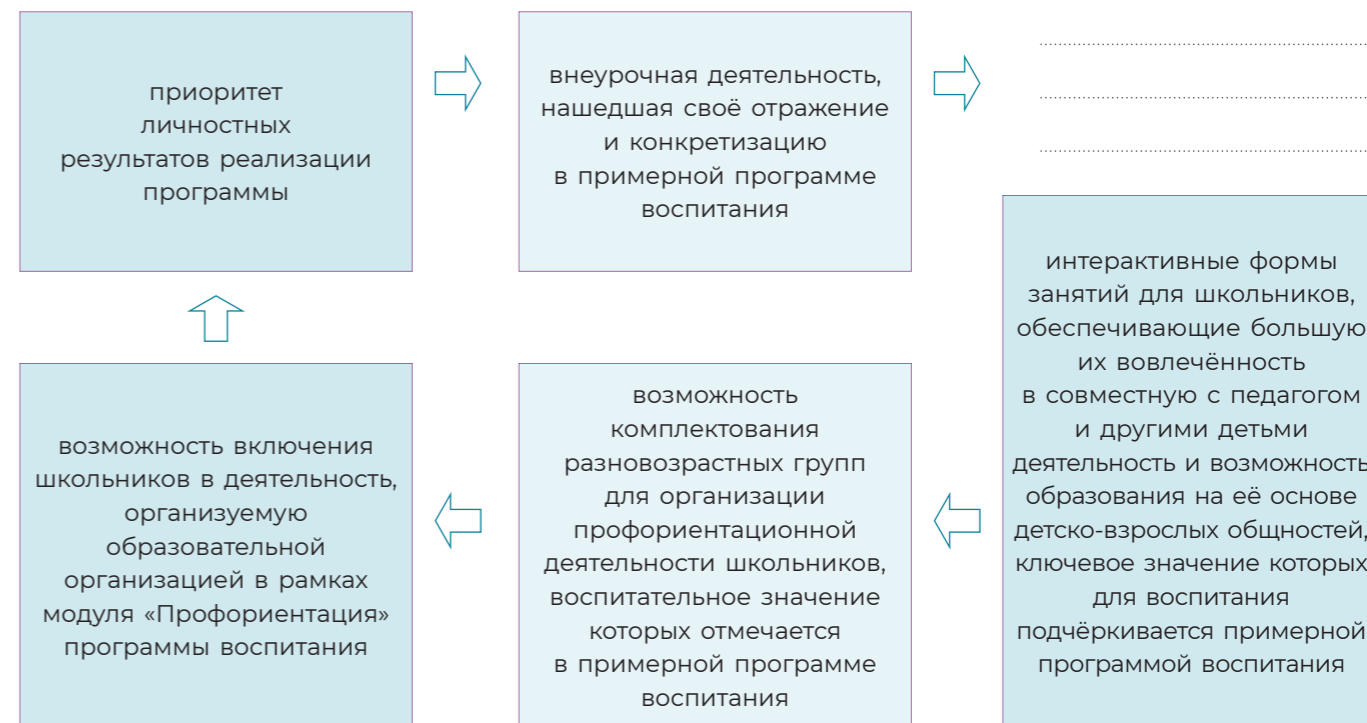 приоритет
личностных
результатов реализации
программы
внеурочная деятельность,
нашедшая своё отражение
и конкретизацию
в примерной программе
воспитания
интерактивные формы
занятий для школьников,
обеспечивающие большую
их вовлечённость
в совместную с педагогом
и другими детьми
деятельность и возможность
образования на её основе
детско-взрослых общностей,
ключевое значение которых
для воспитания
подчёркивается примерной
программой воспитания
возможность
комплектования
разновозрастных групп
для организации
профориентационной
деятельности школьников,
воспитательное значение
которых отмечается
в примерной программе
воспитания
возможность включения
школьников в деятельность,
организуемую
образовательной
организацией в рамках
модуля «Профориентация»
программы воспитания